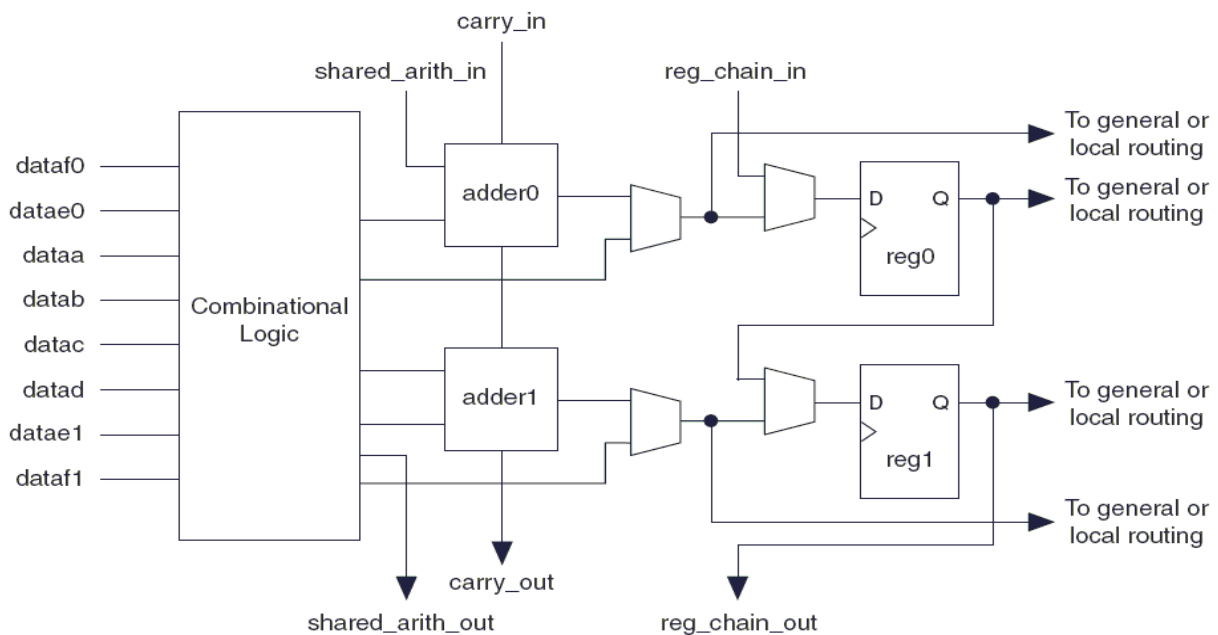 carry_in
shared_arith_in
reg_chain_in
To general or
local routing
dataf0
datae0
dataa
datab
datac
datad
datae1
dataf1
Combinational
Logic
adder0
D
Q
reg0
To general or
local routing
adder1
D
Q
reg1
To general or
local routing
To general or
local routing
carry_out
shared_arith_out
reg_chain_out